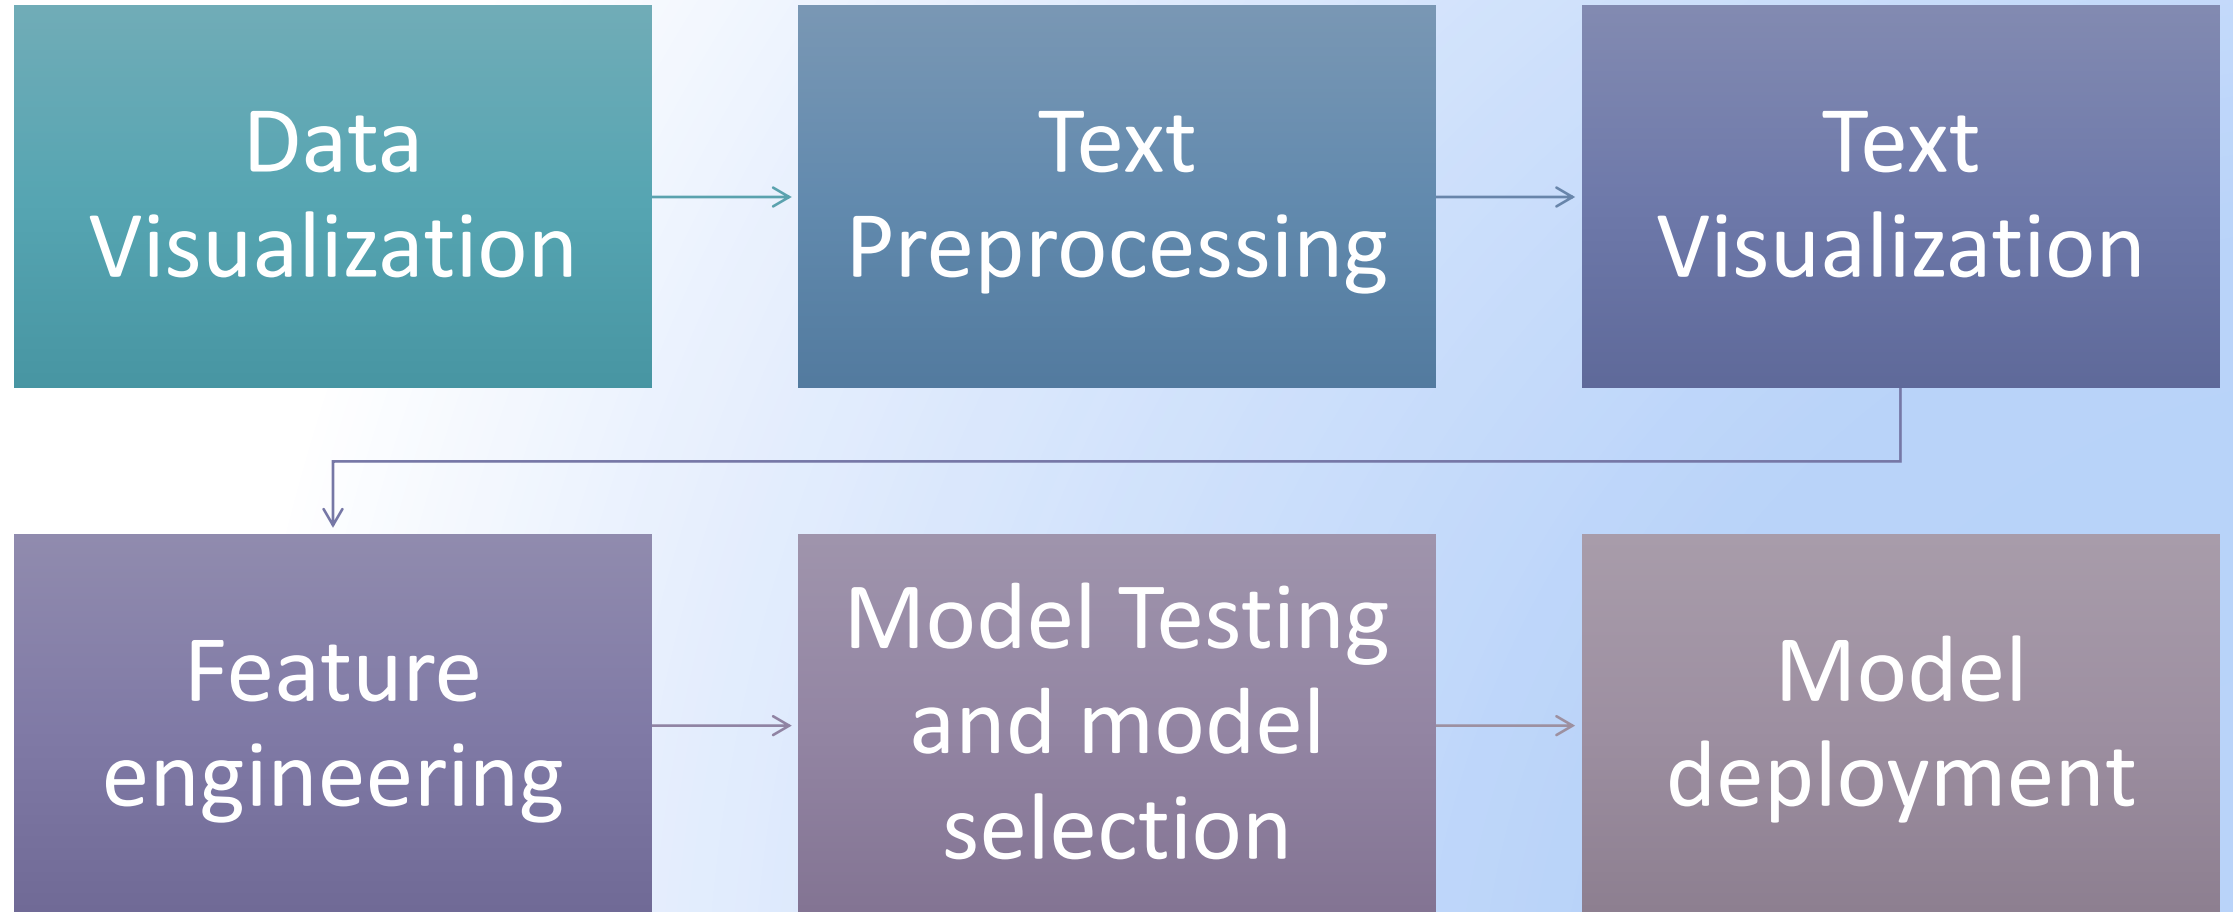 Data
Visualization
Text
Preprocessing
Text
Visualization
Feature
engineering
Model Testing
and model
selection
Model
deployment